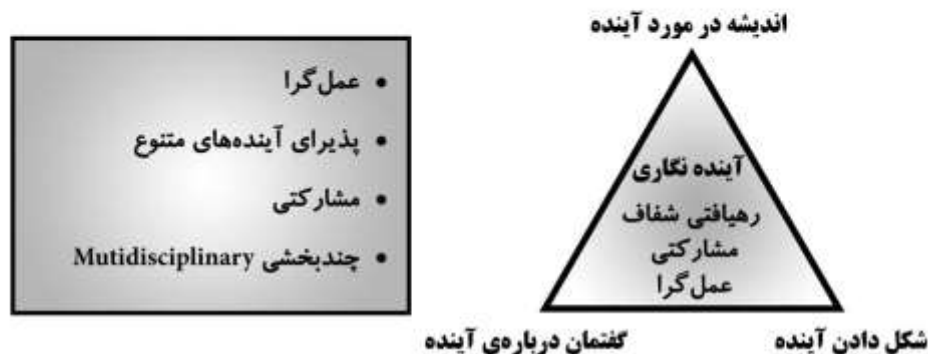 اندیشه در مورد آینده
آینده نگاری
رهیافتی شفاف
مشارکتی
عمل‌گرا
شکل دادن آینده
گفتمان درباره‌ی آینده
• عمل‌گرا
• پذیرای آینده‌های متنوع
• مشارکتی
• چندبخشی Mutidisciplinary